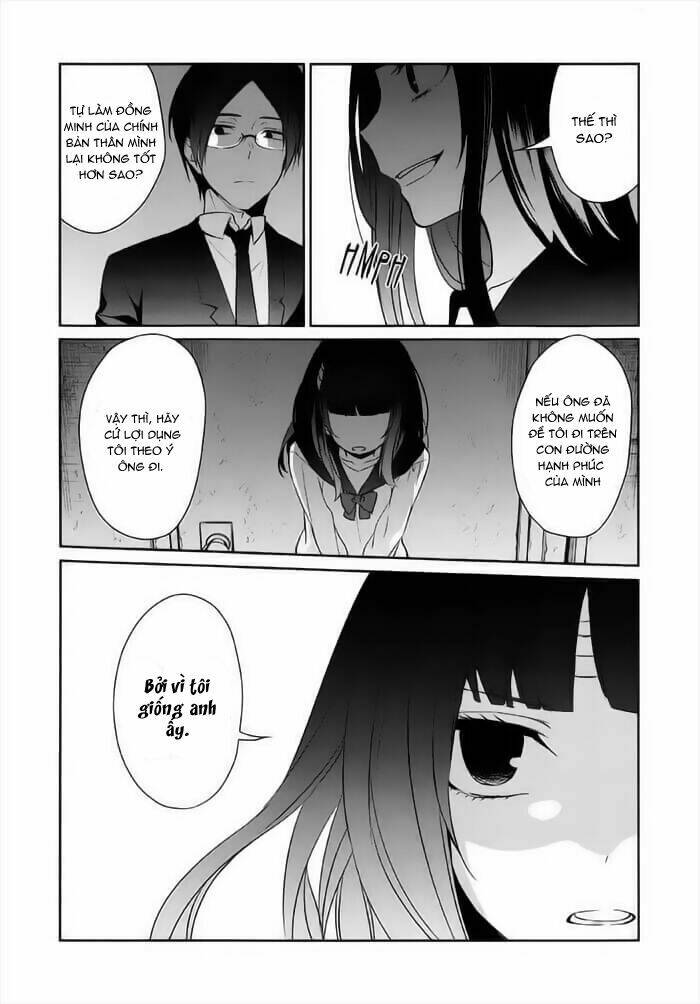 THẾ THÌ
SAO?
HMPH
TỰ LÀM ĐỒNG
MINH CỦA CHÍNH
BẢN THÂN MÌNH
LẠI KHÔNG TỐT
HƠN SAO?
NẾU ÔNG ĐÃ
KHÔNG MUỐN
ĐỂ TÔI ĐI TRÊN
CON ĐƯỜNG
HẠNH PHÚC
CỦA MÌNH
VẬY THÌ, HÃY
CỨ LỢI DỤNG
TÔI THEO Ý
ÔNG ĐI.
Bởi vì tôi
giống anh
ấy.